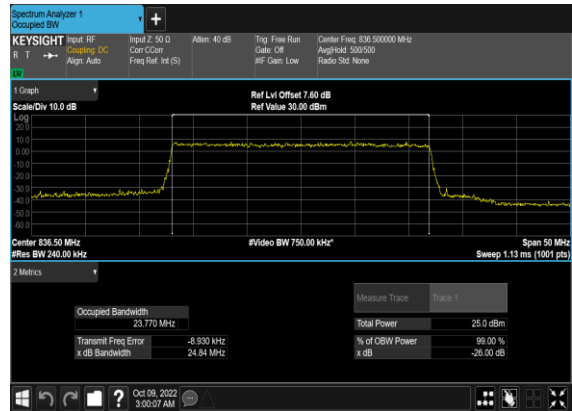 Spectrum Analyzer 1
Occupied BW
+
KEYSIGHT Input: RF Input Z: 50 Ω Atten: 40 dB Trig: Free Run Center Freq: 836.500000 MHz
R T Coupling: DC Corr CCorr Gate: Off Avg|Hold: 500/500
Align: Auto Freq Ref: Int (S) #IF Gain: Low Radio Std: None
LW
1 Graph
Ref Lvl Offset 7.60 dB
Scale/Div 10.0 dB Ref Value 30.00 dBm
Log
20.0
10.0
0.00
-10.0
-20.0
-30.0
-40.0
-50.0
-60.0
Center 836.50 MHz #Video BW 750.00 kHz* Span 50 MHz
#Res BW 240.00 kHz Sweep 1.13 ms (1001 pts)
2 Metrics
Measure Trace Trace 1
Occupied Bandwidth
23.770 MHz Total Power 25.0 dBm
Transmit Freq Error -8.930 kHz % of OBW Power 99.00 %
x dB Bandwidth 24.84 MHz x dB -26.00 dB
? Oct 09, 2022
3:00:07 AM